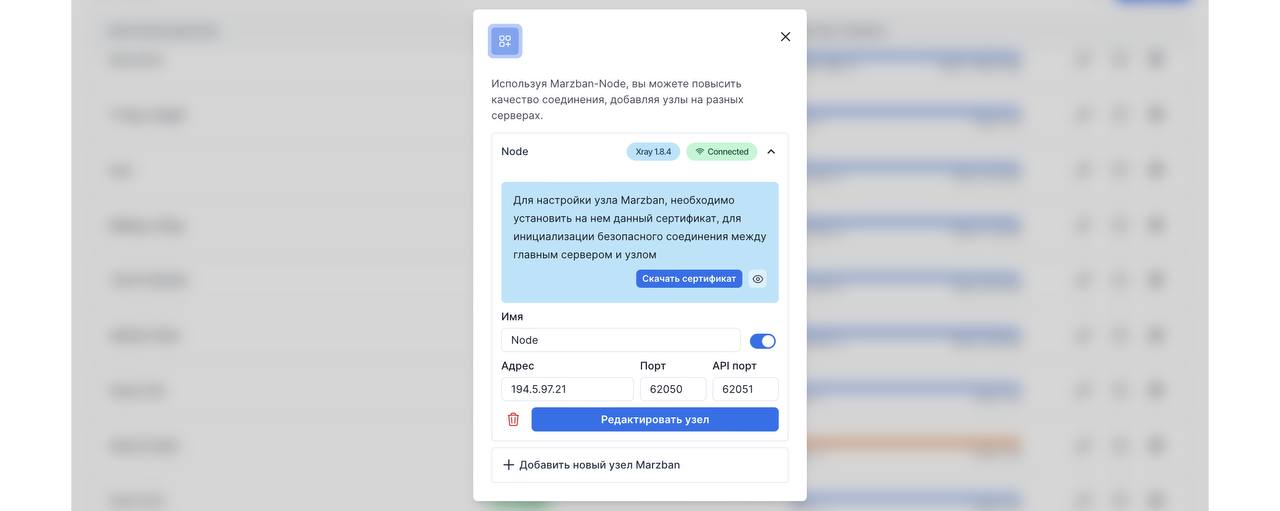 Используя Marzban-Node, вы можете повысить
качество соединения, добавляя узлы на разных
серверах.
Node Xray 1.8.4 Connected
Для настройки узла Marzban, необходимо
установить на нем данный сертификат, для
инициализации безопасного соединения между
главным сервером и узлом
Скачать сертификат
Имя
Node
Адрес Порт API порт
194.5.97.21 62050 62051
Редактировать узел
Добавить новый узел Marzban